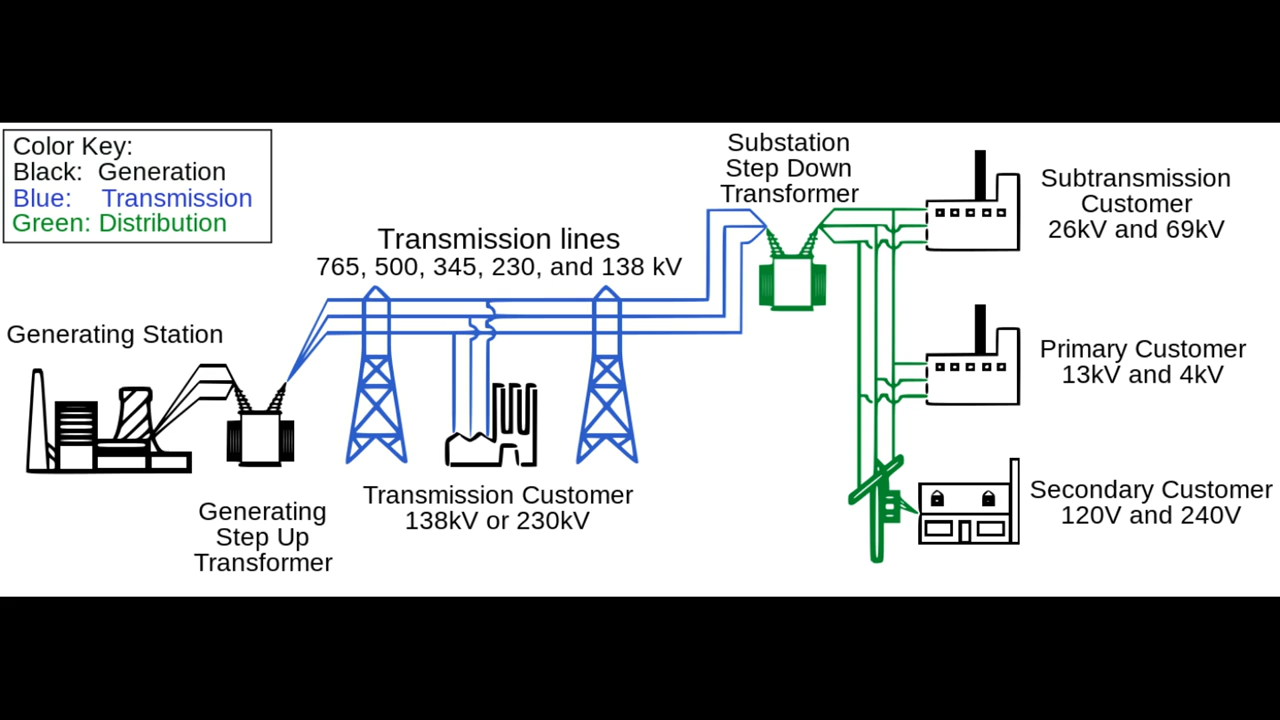 Color Key:
Black: Generation
Blue: Transmission
Green: Distribution
Generating Station
Generating
Step Up
Transformer
Transmission lines
765, 500, 345, 230, and 138 kV
Transmission Customer
138kV or 230kV
Substation
Step Down
Transformer
Subtransmission
Customer
26kV and 69kV
Primary Customer
13kV and 4kV
Secondary Customer
120V and 240V